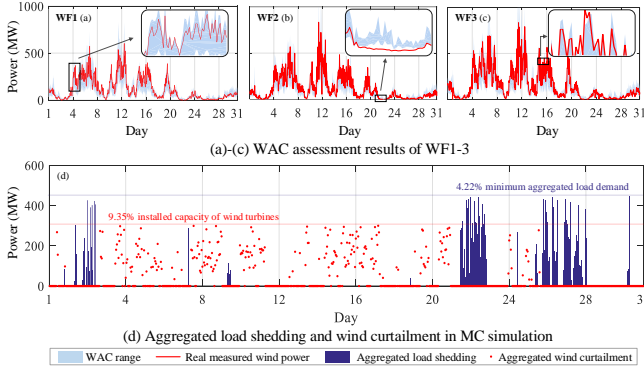 WF1 (a)
WF2 (b)
WF3 (c)
Power (MW)
1000
500
0
1 4 8 12 16 20 24 28 31
1 4 8 12 16 20 24 28 31
1 4 8 12 16 20 24 28 31
Day
Day
Day
(a)-(c) WAC assessment results of WF1-3
(d)
4.22% minimum aggregated load demand
9.35% installed capacity of wind turbines
Power (MW)
600
400
200
0
1 4 8 12 16 20 24 28 31
Day
(d) Aggregated load shedding and wind curtailment in MC simulation
WAC range Real measured wind power Aggregated load shedding Aggregated wind curtailment